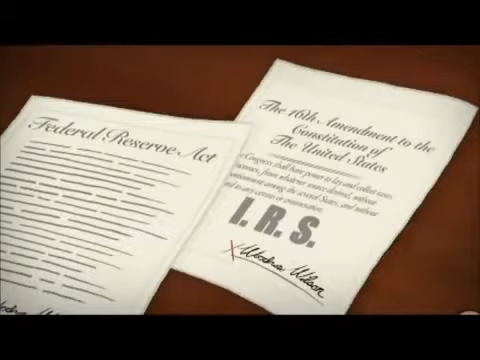 Federal Reserve Act
The 16th Amendment to the
Constitution of
The United States
Congress shall have power to lay and collect taxes
incomes, from whatever source derived, without
apportionment among the several States, and without
regard to any census or enumeration.
I. R. S.
X Woodrow Wilson
Woodrow Wilson